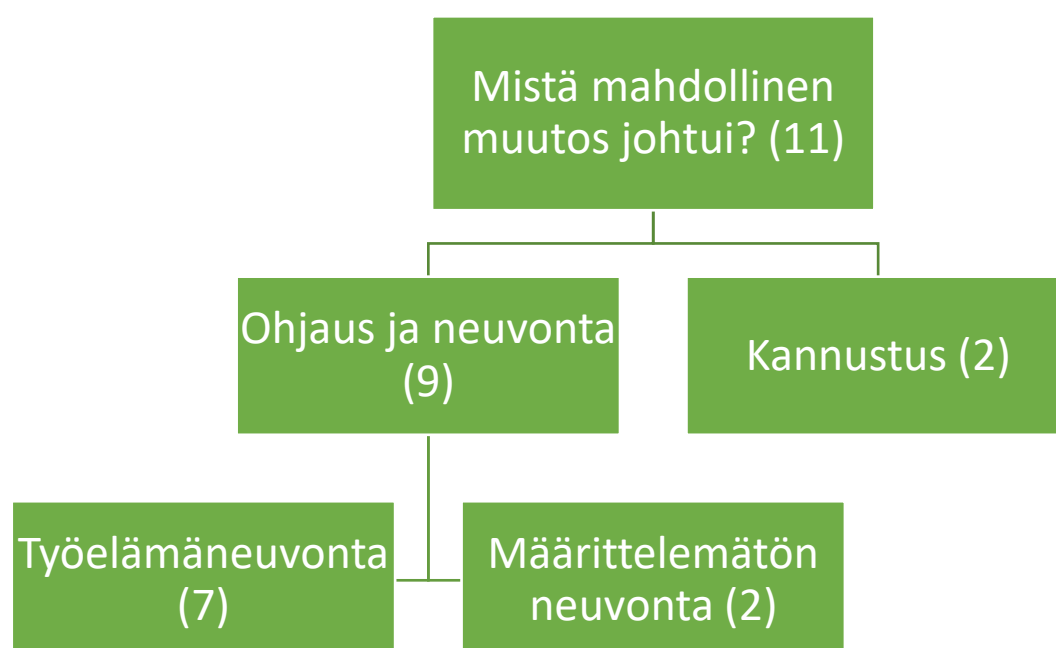 Mistä mahdollinen
muutos johtui? (11)
Ohjaus ja neuvonta
(9)
Kannustus (2)
Työelämäneuvonta
(7)
Määrittelemätön
neuvonta (2)